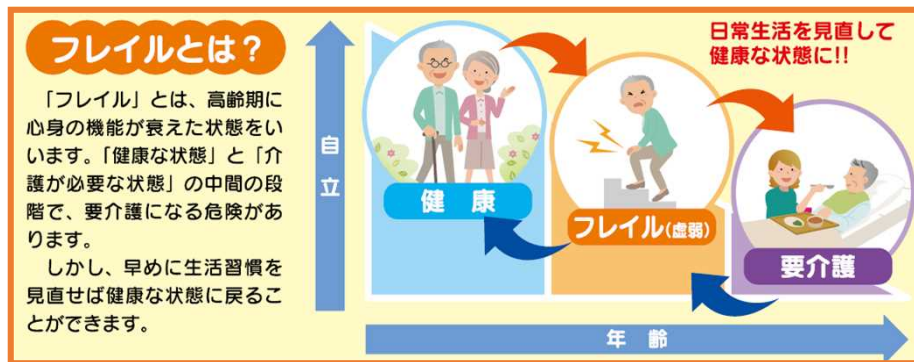 フレイルとは？
「フレイル」とは、高齢期に
心身の機能が衰えた状態をい
います。「健康な状態」と「介
護が必要な状態」の中間の段
階で、要介護になる危険があ
ります。
しかし、早めに生活習慣を
見直せば健康な状態に戻るこ
とができます。
自立
日常生活を見直して
健康な状態に!!
健康
フレイル(虚弱)
要介護
年齢